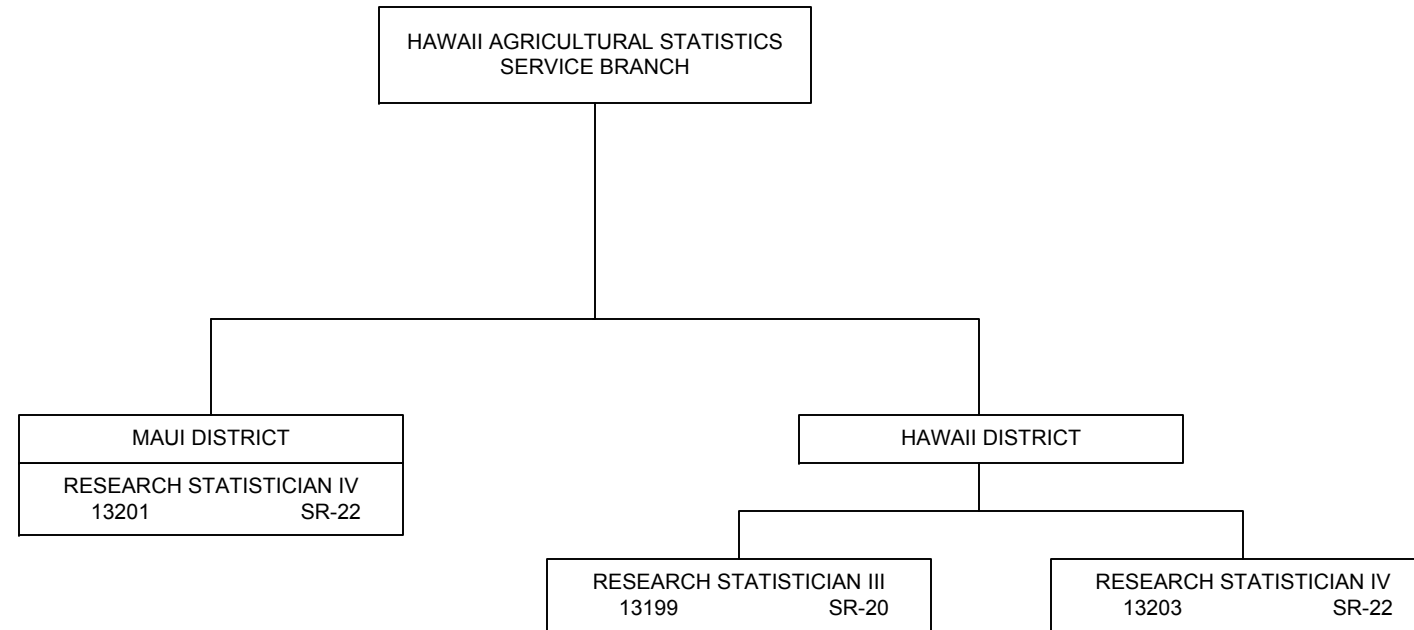 HAWAII AGRICULTURAL STATISTICS
SERVICE BRANCH
MAUI DISTRICT
RESEARCH STATISTICIAN IV
13201 SR-22
HAWAII DISTRICT
RESEARCH STATISTICIAN III
13199 SR-20
RESEARCH STATISTICIAN IV
13203 SR-22